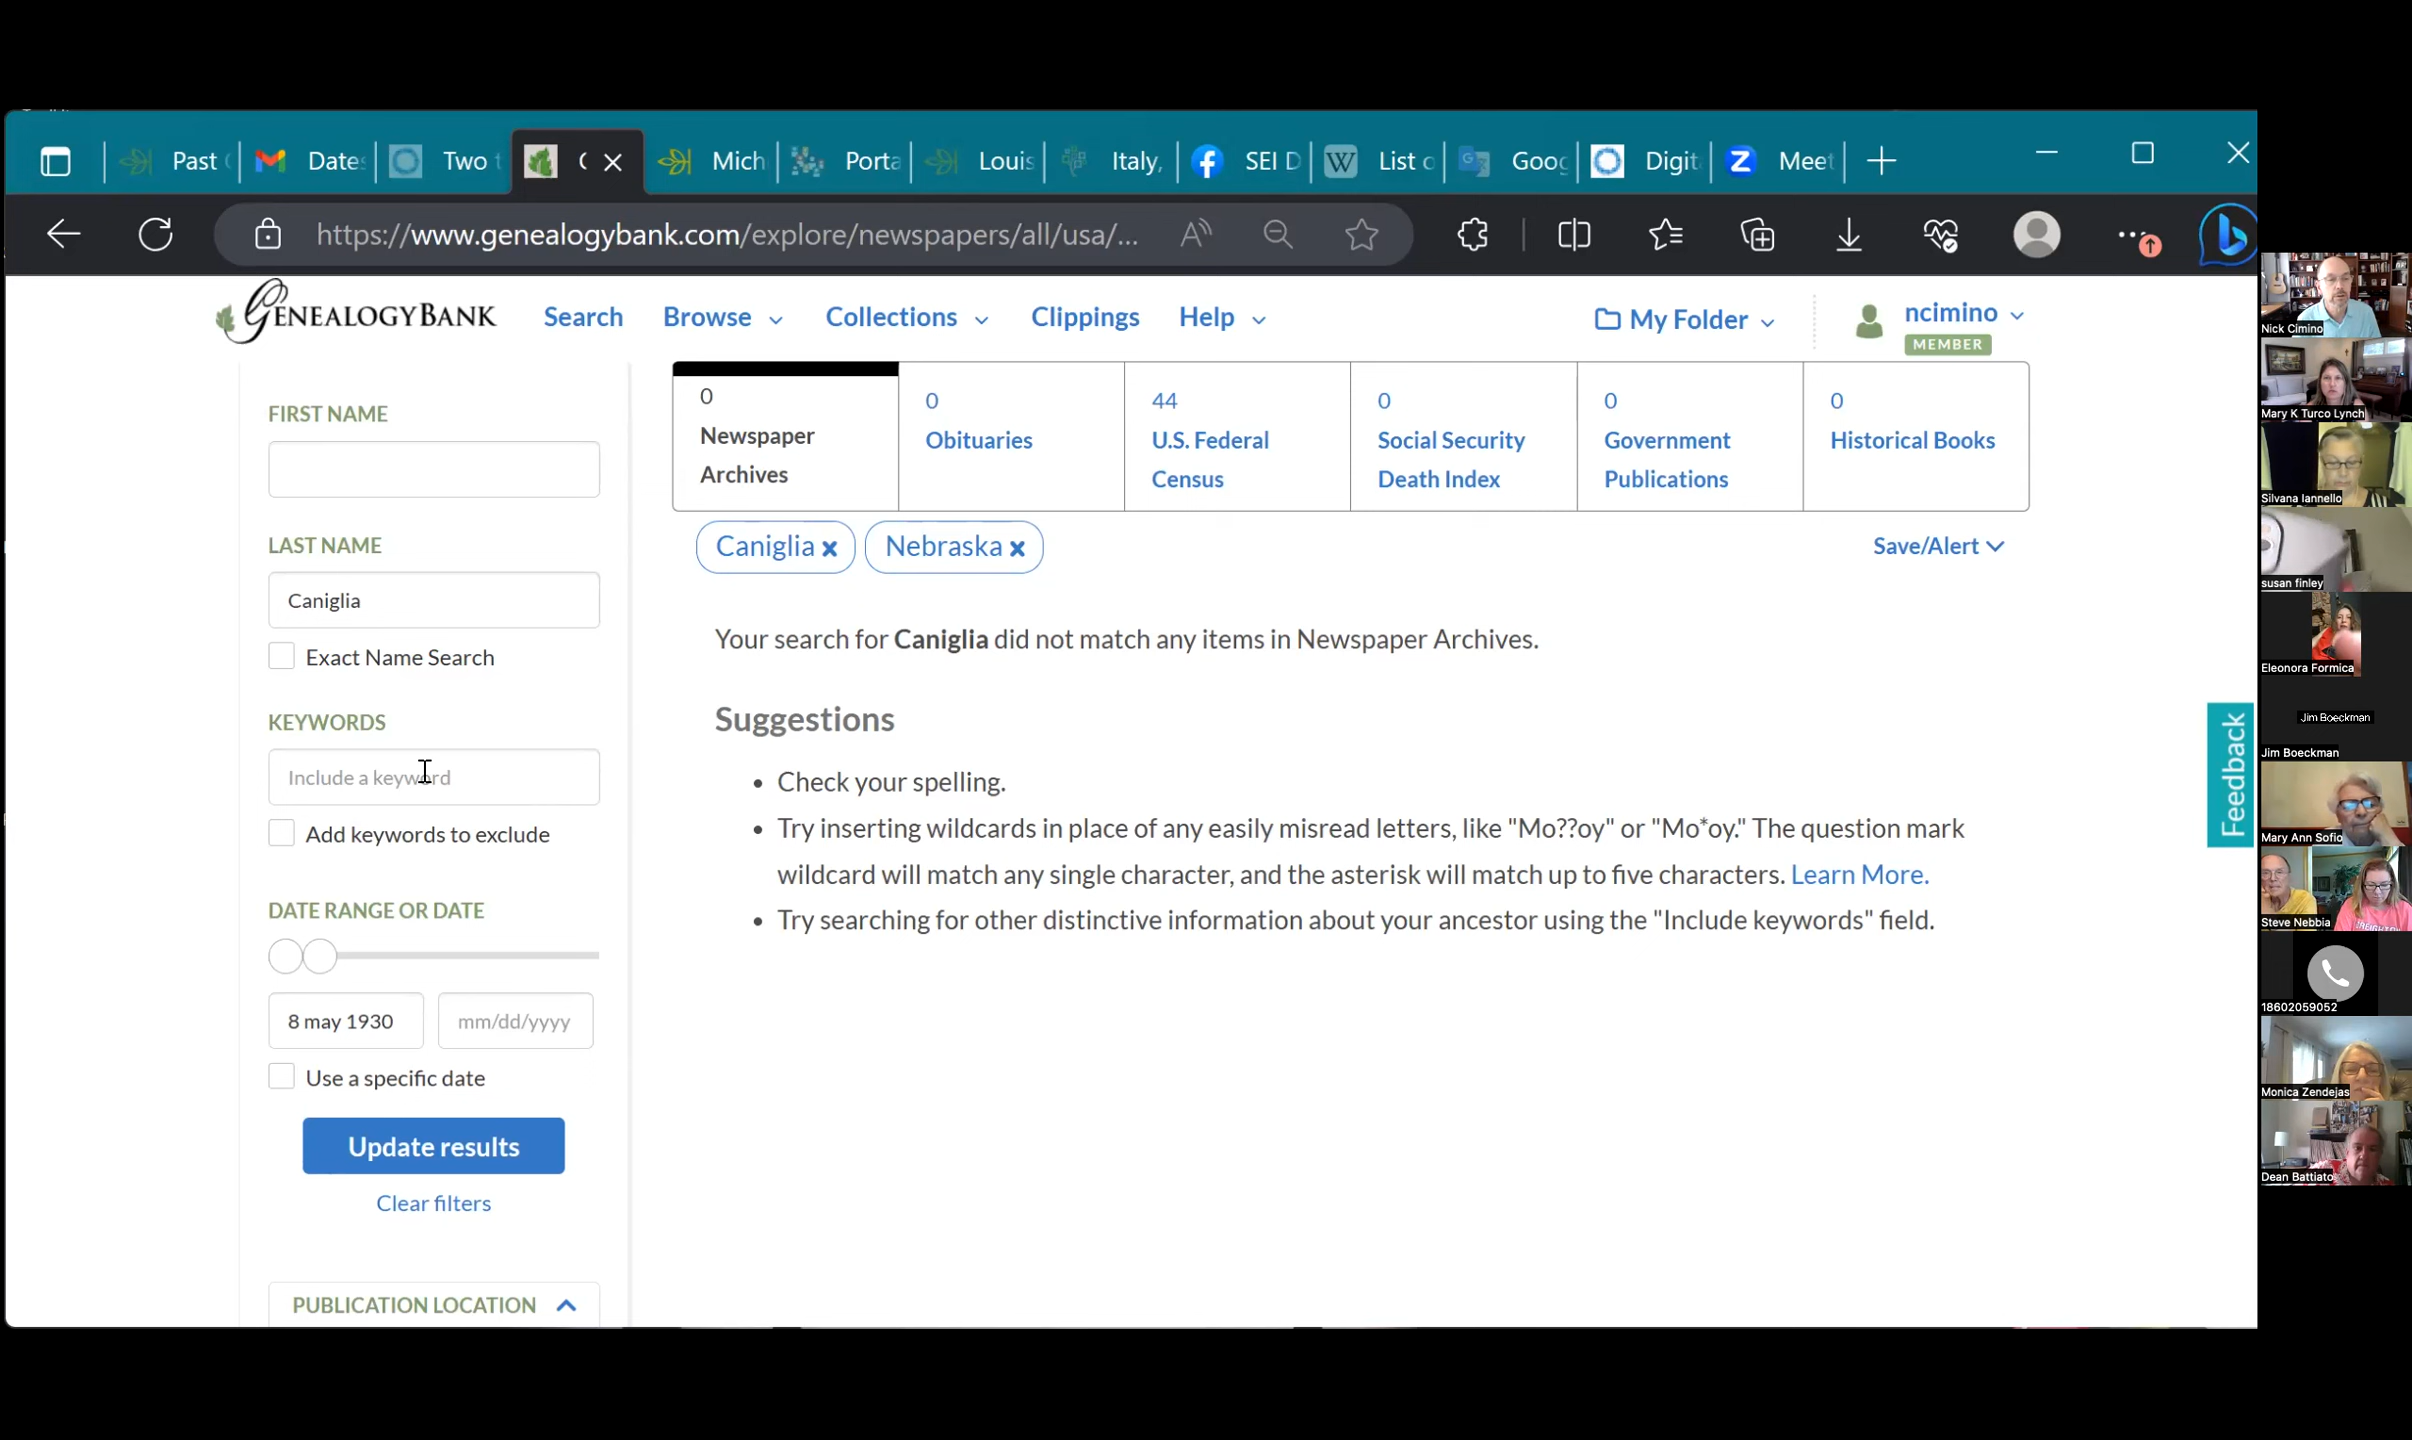 Past
Dates
Two t
Mich
Porta
Louis
Italy,
SEI D
W
List o
Goog
Digit
Z
Meet
https://www.genealogybank.com/explore/newspapers/all/usa/...
GENEALOGYBANK
Search
Browse
Collections
Clippings
Help
My Folder
ncimino
MEMBER
FIRST NAME
LAST NAME
Caniglia
Exact Name Search
KEYWORDS
Include a keyword
Add keywords to exclude
DATE RANGE OR DATE
8 may 1930
mm/dd/yyyy
Use a specific date
Update results
Clear filters
PUBLICATION LOCATION
0
Newspaper
Archives
0
Obituaries
44
U.S. Federal
Census
0
Social Security
Death Index
0
Government
Publications
0
Historical Books
Caniglia x
Nebraska x
Save/Alert
Your search for Caniglia did not match any items in Newspaper Archives.
Suggestions
• Check your spelling.
• Try inserting wildcards in place of any easily misread letters, like "Mo??oy" or "Mo*oy." The question mark
wildcard will match any single character, and the asterisk will match up to five characters. Learn More.
• Try searching for other distinctive information about your ancestor using the "Include keywords" field.
Feedback
Nick Cimino
Mary K Turco Lynch
Silvana Iannello
susan finley
Eleonora Formica
Jim Boeckman
Jim Boeckman
Mary Ann Sofio
Steve Nebbia
18602059052
Monica Zendejas
Dean Battiato